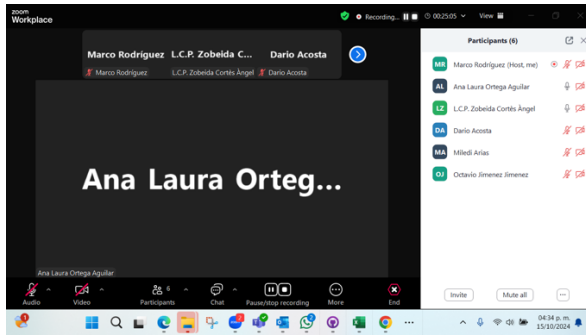 zoom
Workplace
Recording...
00:25:05
View
Marco Rodríguez
L.C.P. Zobeida C...
Dario Acosta
Marco Rodríguez
L.C.P. Zobeida Cortés Ángel
Dario Acosta
Ana Laura Orteg...
Ana Laura Ortega Aguilar
Audio
Video
6
Participants
Chat
Pause/stop recording
More
End
Participants (6)
MR
Marco Rodríguez (Host, me)
AL
Ana Laura Ortega Aguilar
LZ
L.C.P. Zobeida Cortés Ángel
DA
Dario Acosta
MA
Miledi Arias
OJ
Octavio Jimenez Jimenez
Invite
Mute all
...
04:34 p. m.
15/10/2024